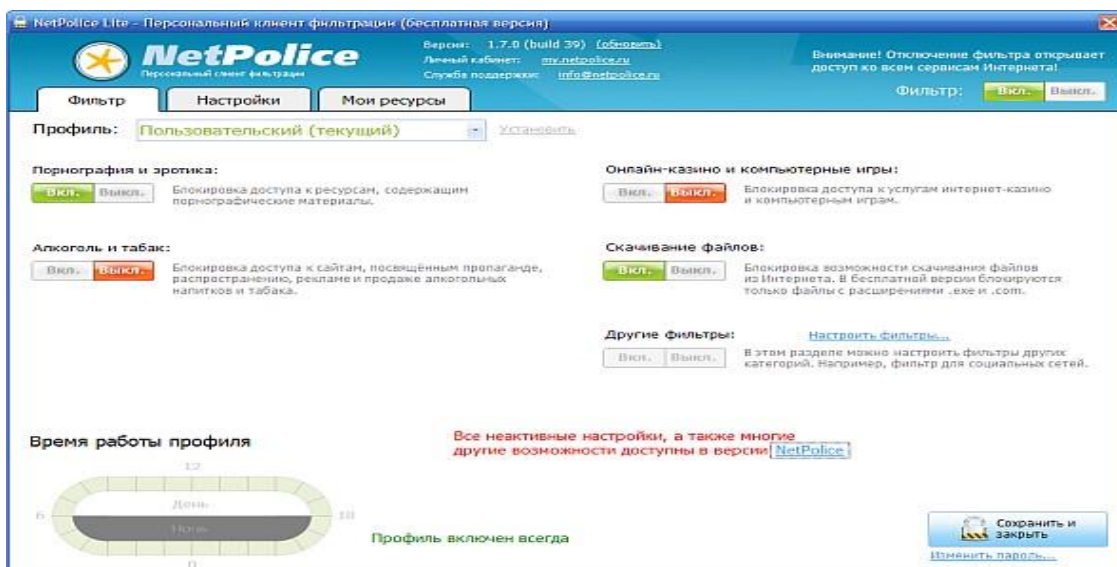 NetPolice Lite - Персональный клиент фильтрации (бесплатная версия)
NetPolice
Персональный клиент фильтрации
Версия: 1.7.0 (build 39) (обновить)
Личный кабинет: my.netpolice.ru
Служба поддержки: info@netpolice.ru
Внимание! Отключение фильтра открывает
доступ ко всем сервисам Интернета!
Фильтр: Вкл. Выкл.
Фильтр Настройки Мои ресурсы
Профиль: Пользовательский (текущий) Установить
Порнография и эротика:
Вкл. Выкл. Блокировка доступа к ресурсам, содержащим
порнографические материалы.
Онлайн-казино и компьютерные игры:
Вкл. Выкл. Блокировка доступа к услугам интернет-казино
и компьютерным играм.
Алкоголь и табак:
Вкл. Выкл. Блокировка доступа к сайтам, посвящённым пропаганде,
распространению, рекламе и продаже алкогольных
напитков и табака.
Скачивание файлов:
Вкл. Выкл. Блокировка возможности скачивания файлов
из Интернета. В бесплатной версии блокируются
только файлы с расширениями .exe и .com.
Другие фильтры: Настроить фильтры...
Вкл. Выкл. В этом разделе можно настроить фильтры других
категорий. Например, фильтр для социальных сетей.
Время работы профиля
Все неактивные настройки, а также многие
другие возможности доступны в версии NetPolice
12
День
6 18
Ночь
0
Профиль включен всегда
Сохранить и
закрыть
Изменить пароль...